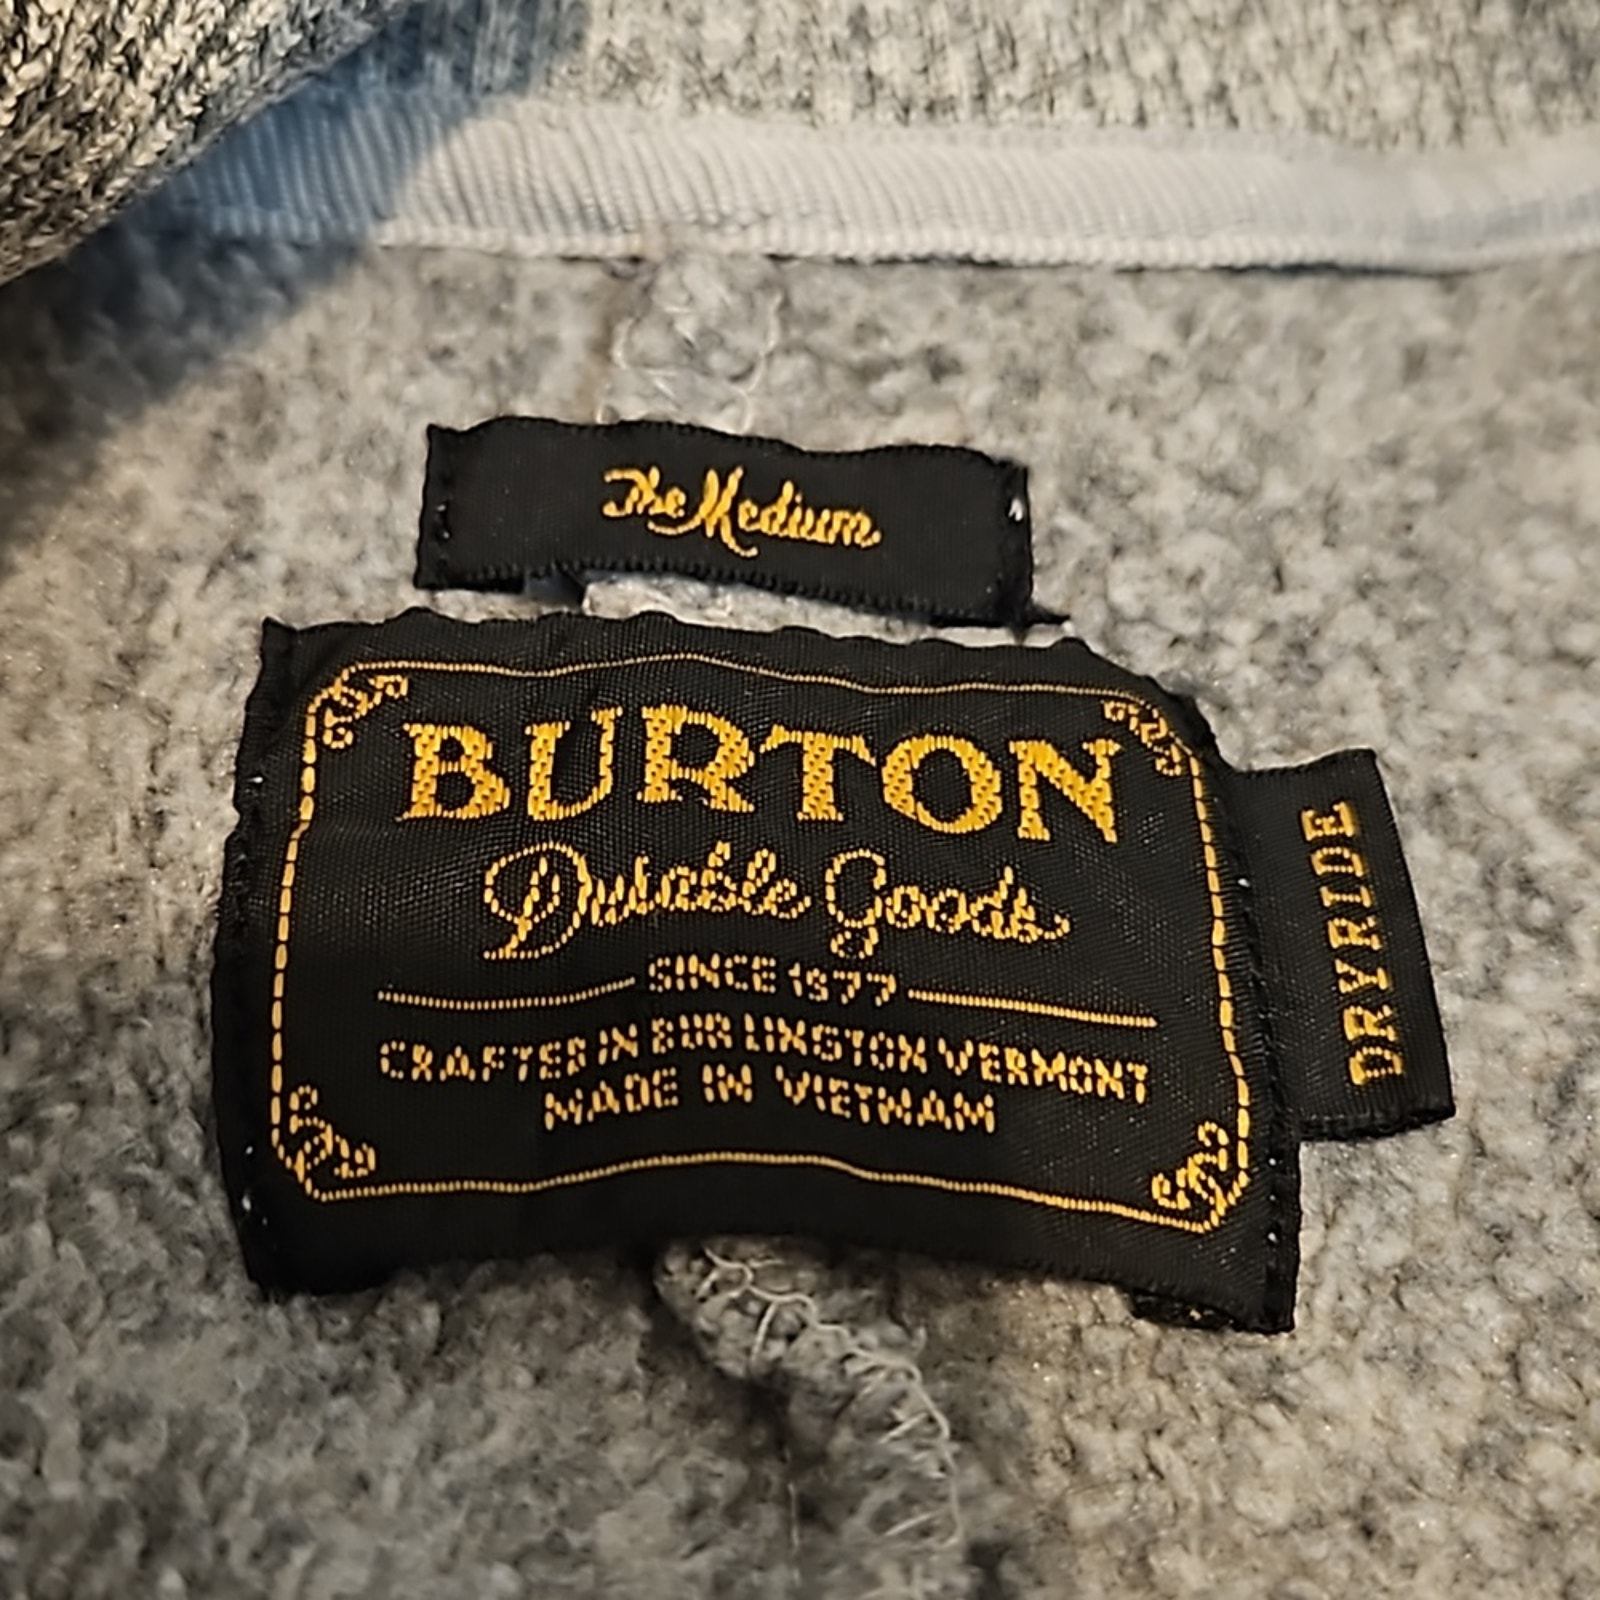 The Medium
BURTON
Durable Goods
SINCE 1977
CRAFTED IN BURLINGTON VERMONT
MADE IN VIETNAM
DRYRIDE